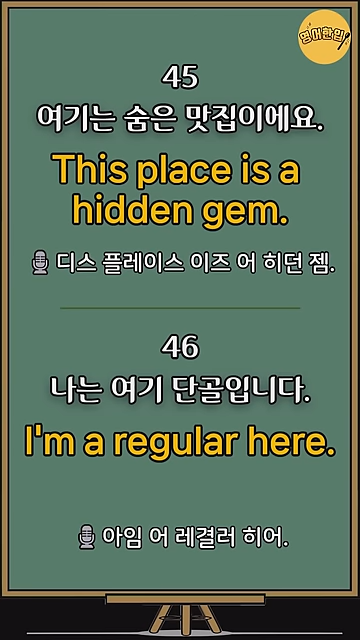 영어한입
45
여기는 숨은 맛집이에요.
This place is a
hidden gem.
디스 플레이스 이즈 어 히던 젬.
46
나는 여기 단골입니다.
I'm a regular here.
아임 어 레결러 히어.